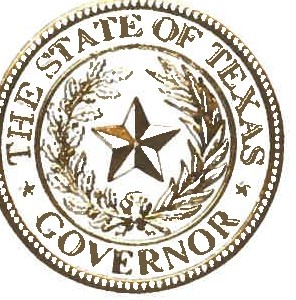 THE STATE OF TEXAS
GOVERNOR